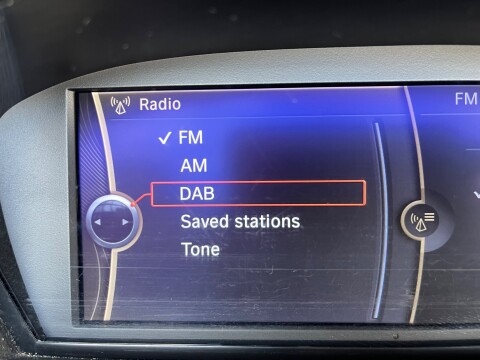 Radio
FM
✓ FM
AM
DAB
Saved stations
Tone